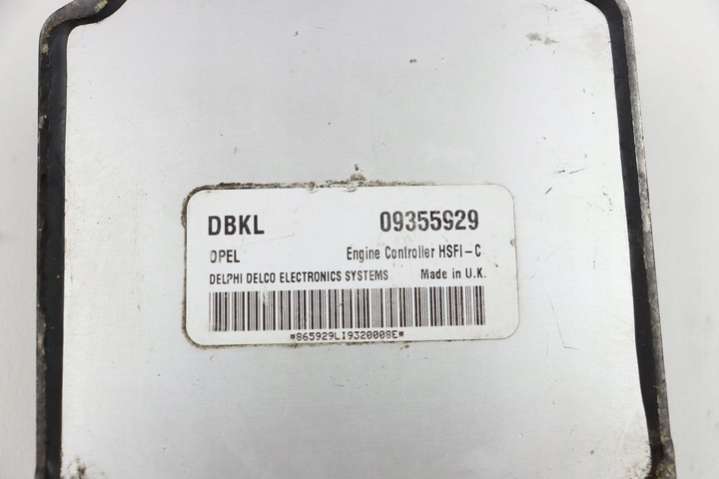 DBKL 09355929
OPEL Engine Controller HSFI-C
DELPHI DELCO ELECTRONICS SYSTEMS Made in U.K.
*865929LI9320008E*